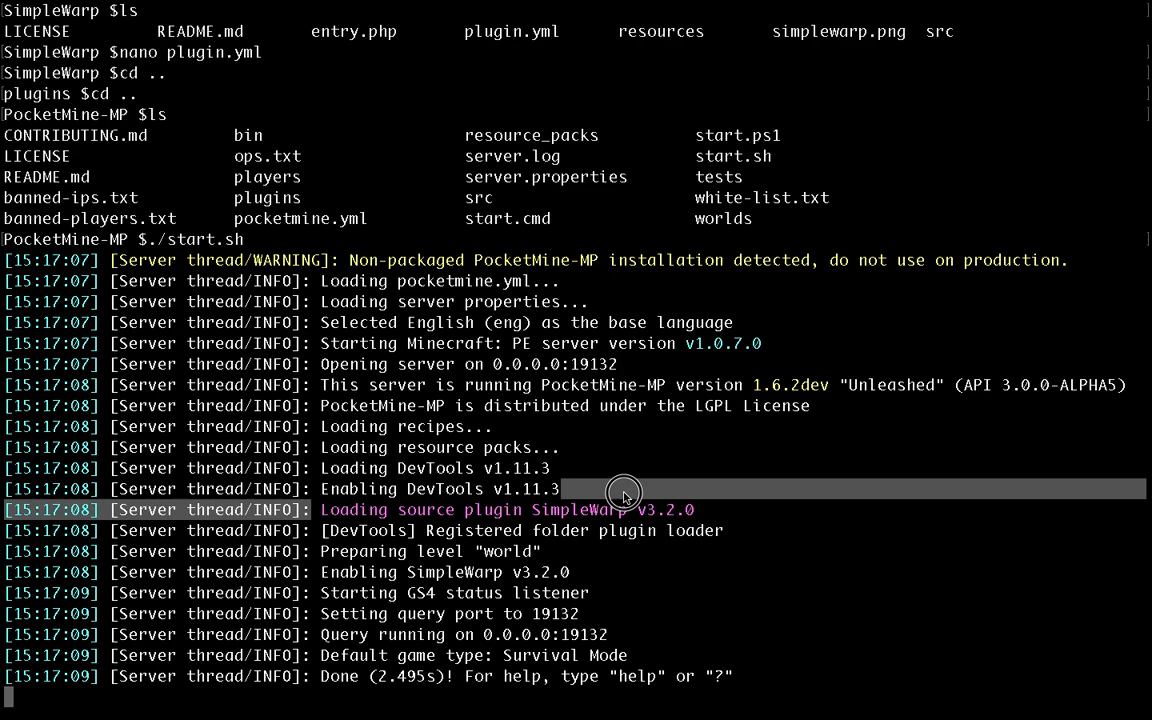 SimpleWarp $ls
LICENSE README.md entry.php plugin.yml resources simplewarp.png src
SimpleWarp $nano plugin.yml
SimpleWarp $cd ..
plugins $cd ..
PocketMine-MP $ls
CONTRIBUTING.md bin resource_packs start.ps1
LICENSE ops.txt server.log start.sh
README.md players server.properties tests
banned-ips.txt plugins src white-list.txt
banned-players.txt pocketmine.yml start.cmd worlds
PocketMine-MP $./start.sh
[15:17:07] [Server thread/WARNING]: Non-packaged PocketMine-MP installation detected, do not use on production.
[15:17:07] [Server thread/INFO]: Loading pocketmine.yml...
[15:17:07] [Server thread/INFO]: Loading server properties...
[15:17:07] [Server thread/INFO]: Selected English (eng) as the base language
[15:17:07] [Server thread/INFO]: Starting Minecraft: PE server version v1.0.7.0
[15:17:07] [Server thread/INFO]: Opening server on 0.0.0.0:19132
[15:17:08] [Server thread/INFO]: This server is running PocketMine-MP version 1.6.2dev "Unleashed" (API 3.0.0-ALPHA5)
[15:17:08] [Server thread/INFO]: PocketMine-MP is distributed under the LGPL License
[15:17:08] [Server thread/INFO]: Loading recipes...
[15:17:08] [Server thread/INFO]: Loading resource packs...
[15:17:08] [Server thread/INFO]: Loading DevTools v1.11.3
[15:17:08] [Server thread/INFO]: Enabling DevTools v1.11.3
[15:17:08] [Server thread/INFO]: Loading source plugin SimpleWarp v3.2.0
[15:17:08] [Server thread/INFO]: [DevTools] Registered folder plugin loader
[15:17:08] [Server thread/INFO]: Preparing level "world"
[15:17:08] [Server thread/INFO]: Enabling SimpleWarp v3.2.0
[15:17:09] [Server thread/INFO]: Starting GS4 status listener
[15:17:09] [Server thread/INFO]: Setting query port to 19132
[15:17:09] [Server thread/INFO]: Query running on 0.0.0.0:19132
[15:17:09] [Server thread/INFO]: Default game type: Survival Mode
[15:17:09] [Server thread/INFO]: Done (2.495s)! For help, type "help" or "?"